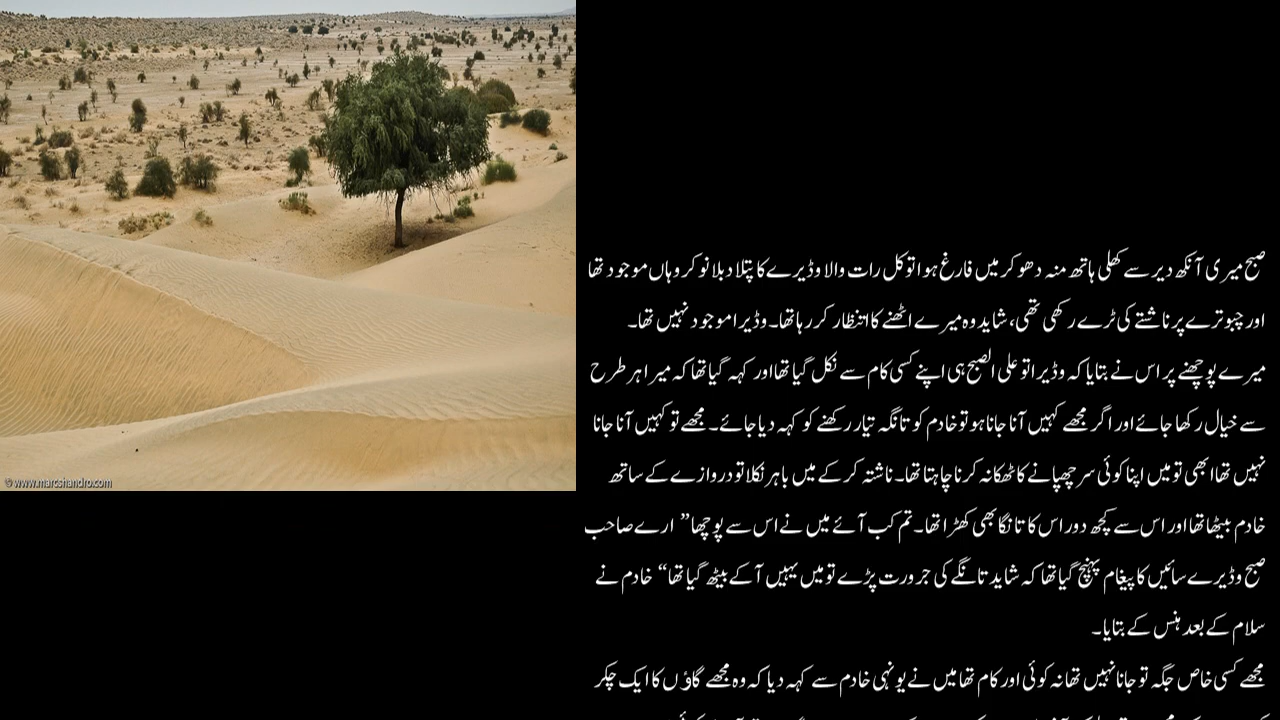 صبح میری آنکھ دیر سے کھلی ہاتھ منہ دھو کر میں فارغ ہوا تو کل رات والا وڈیرے کا پتلا دبلا نوکر وہاں موجود تھا
اور چبوترے پر ناشتے کی ٹرے رکھی تھی، شاید وہ میرے اٹھنے کا انتظار کر رہا تھا۔ وڈیرا موجود نہیں تھا۔
میرے پوچھنے پر اس نے بتایا کہ وڈیرا تو علی الصبح ہی اپنے کسی کام سے نکل گیا تھا اور کہہ گیا تھا کہ میرا ہر طرح
سے خیال رکھا جائے اور اگر مجھے کہیں آنا جانا ہو تو خادم کو تانگہ تیار رکھنے کو کہہ دیا جائے۔ مجھے تو کہیں آنا جانا
نہیں تھا ابھی تو میں اپنا کوئی سر چھپانے کا ٹھکانہ کرنا چاہتا تھا۔ ناشتہ کر کے میں باہر نکلا تو دروازے کے ساتھ
خادم بیٹھا تھا اور اس سے کچھ دور اس کا تانگا بھی کھڑا تھا۔ تم کب آئے میں نے اس سے پوچھا” ارے صاحب
صبح وڈیرے سائیں کا پیغام پہنچ گیا تھا کہ شاید تانگے کی جرورت پڑے تو میں یہیں آکے بیٹھ گیا تھا“ خادم نے
سلام کے بعد ہنس کے بتایا۔
مجھے کسی خاص جگہ تو جانا نہیں تھا نہ کوئی اور کام تھا میں نے یونہی خادم سے کہہ دیا کہ وہ مجھے گاؤں کا ایک چکر
© www.marcshandro.com